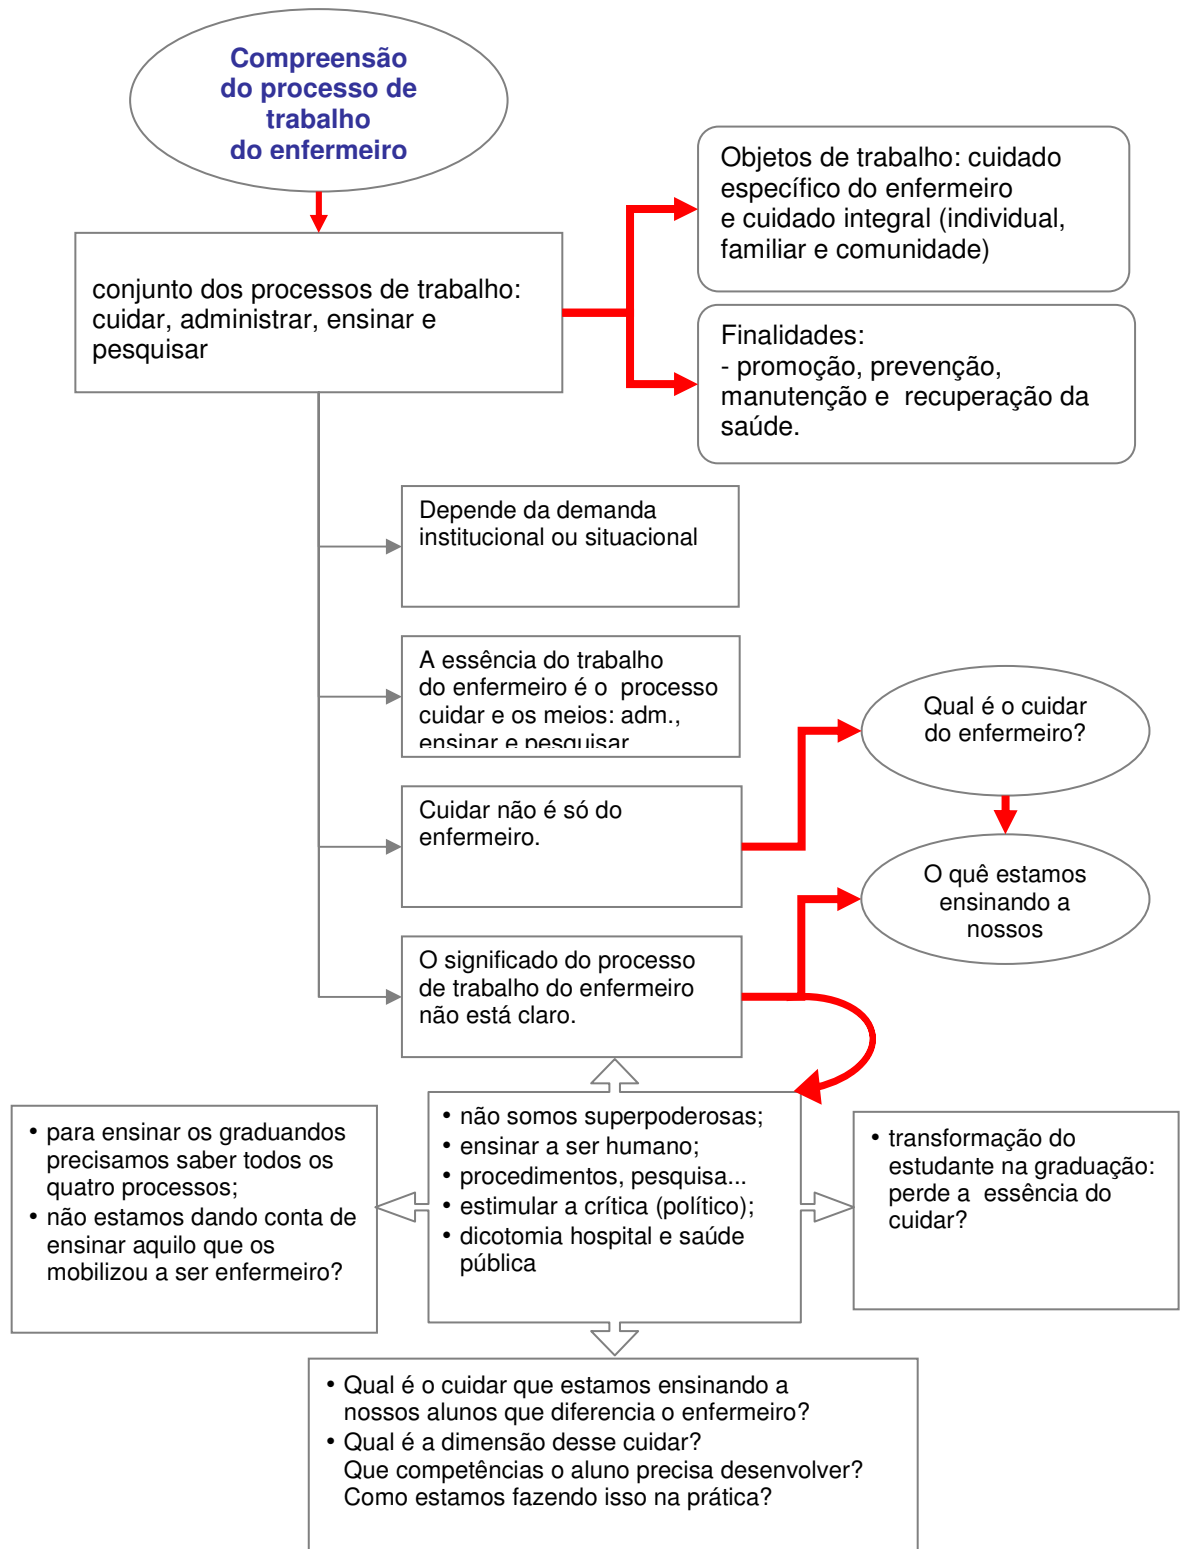 Compreensão
do processo de
trabalho
do enfermeiro
Objetos de trabalho: cuidado
específico do enfermeiro
e cuidado integral (individual,
familiar e comunidade)
conjunto dos processos de trabalho:
cuidar, administrar, ensinar e
pesquisar
Finalidades:
- promoção, prevenção,
manutenção e recuperação da
saúde.
Depende da demanda
institucional ou situacional
A essência do trabalho
do enfermeiro é o processo
cuidar e os meios: adm.,
ensinar e pesquisar
Qual é o cuidar
do enfermeiro?
Cuidar não é só do
enfermeiro.
O quê estamos
ensinando a
nossos
O significado do processo
de trabalho do enfermeiro
não está claro.
• para ensinar os graduandos
precisamos saber todos os
quatro processos;
• não estamos dando conta de
ensinar aquilo que os
mobilizou a ser enfermeiro?
• não somos superpoderosas;
• ensinar a ser humano;
• procedimentos, pesquisa...
• estimular a crítica (político);
• dicotomia hospital e saúde
pública
• transformação do
estudante na graduação:
perde a essência do
cuidar?
• Qual é o cuidar que estamos ensinando a
nossos alunos que diferencia o enfermeiro?
• Qual é a dimensão desse cuidar?
Que competências o aluno precisa desenvolver?
Como estamos fazendo isso na prática?